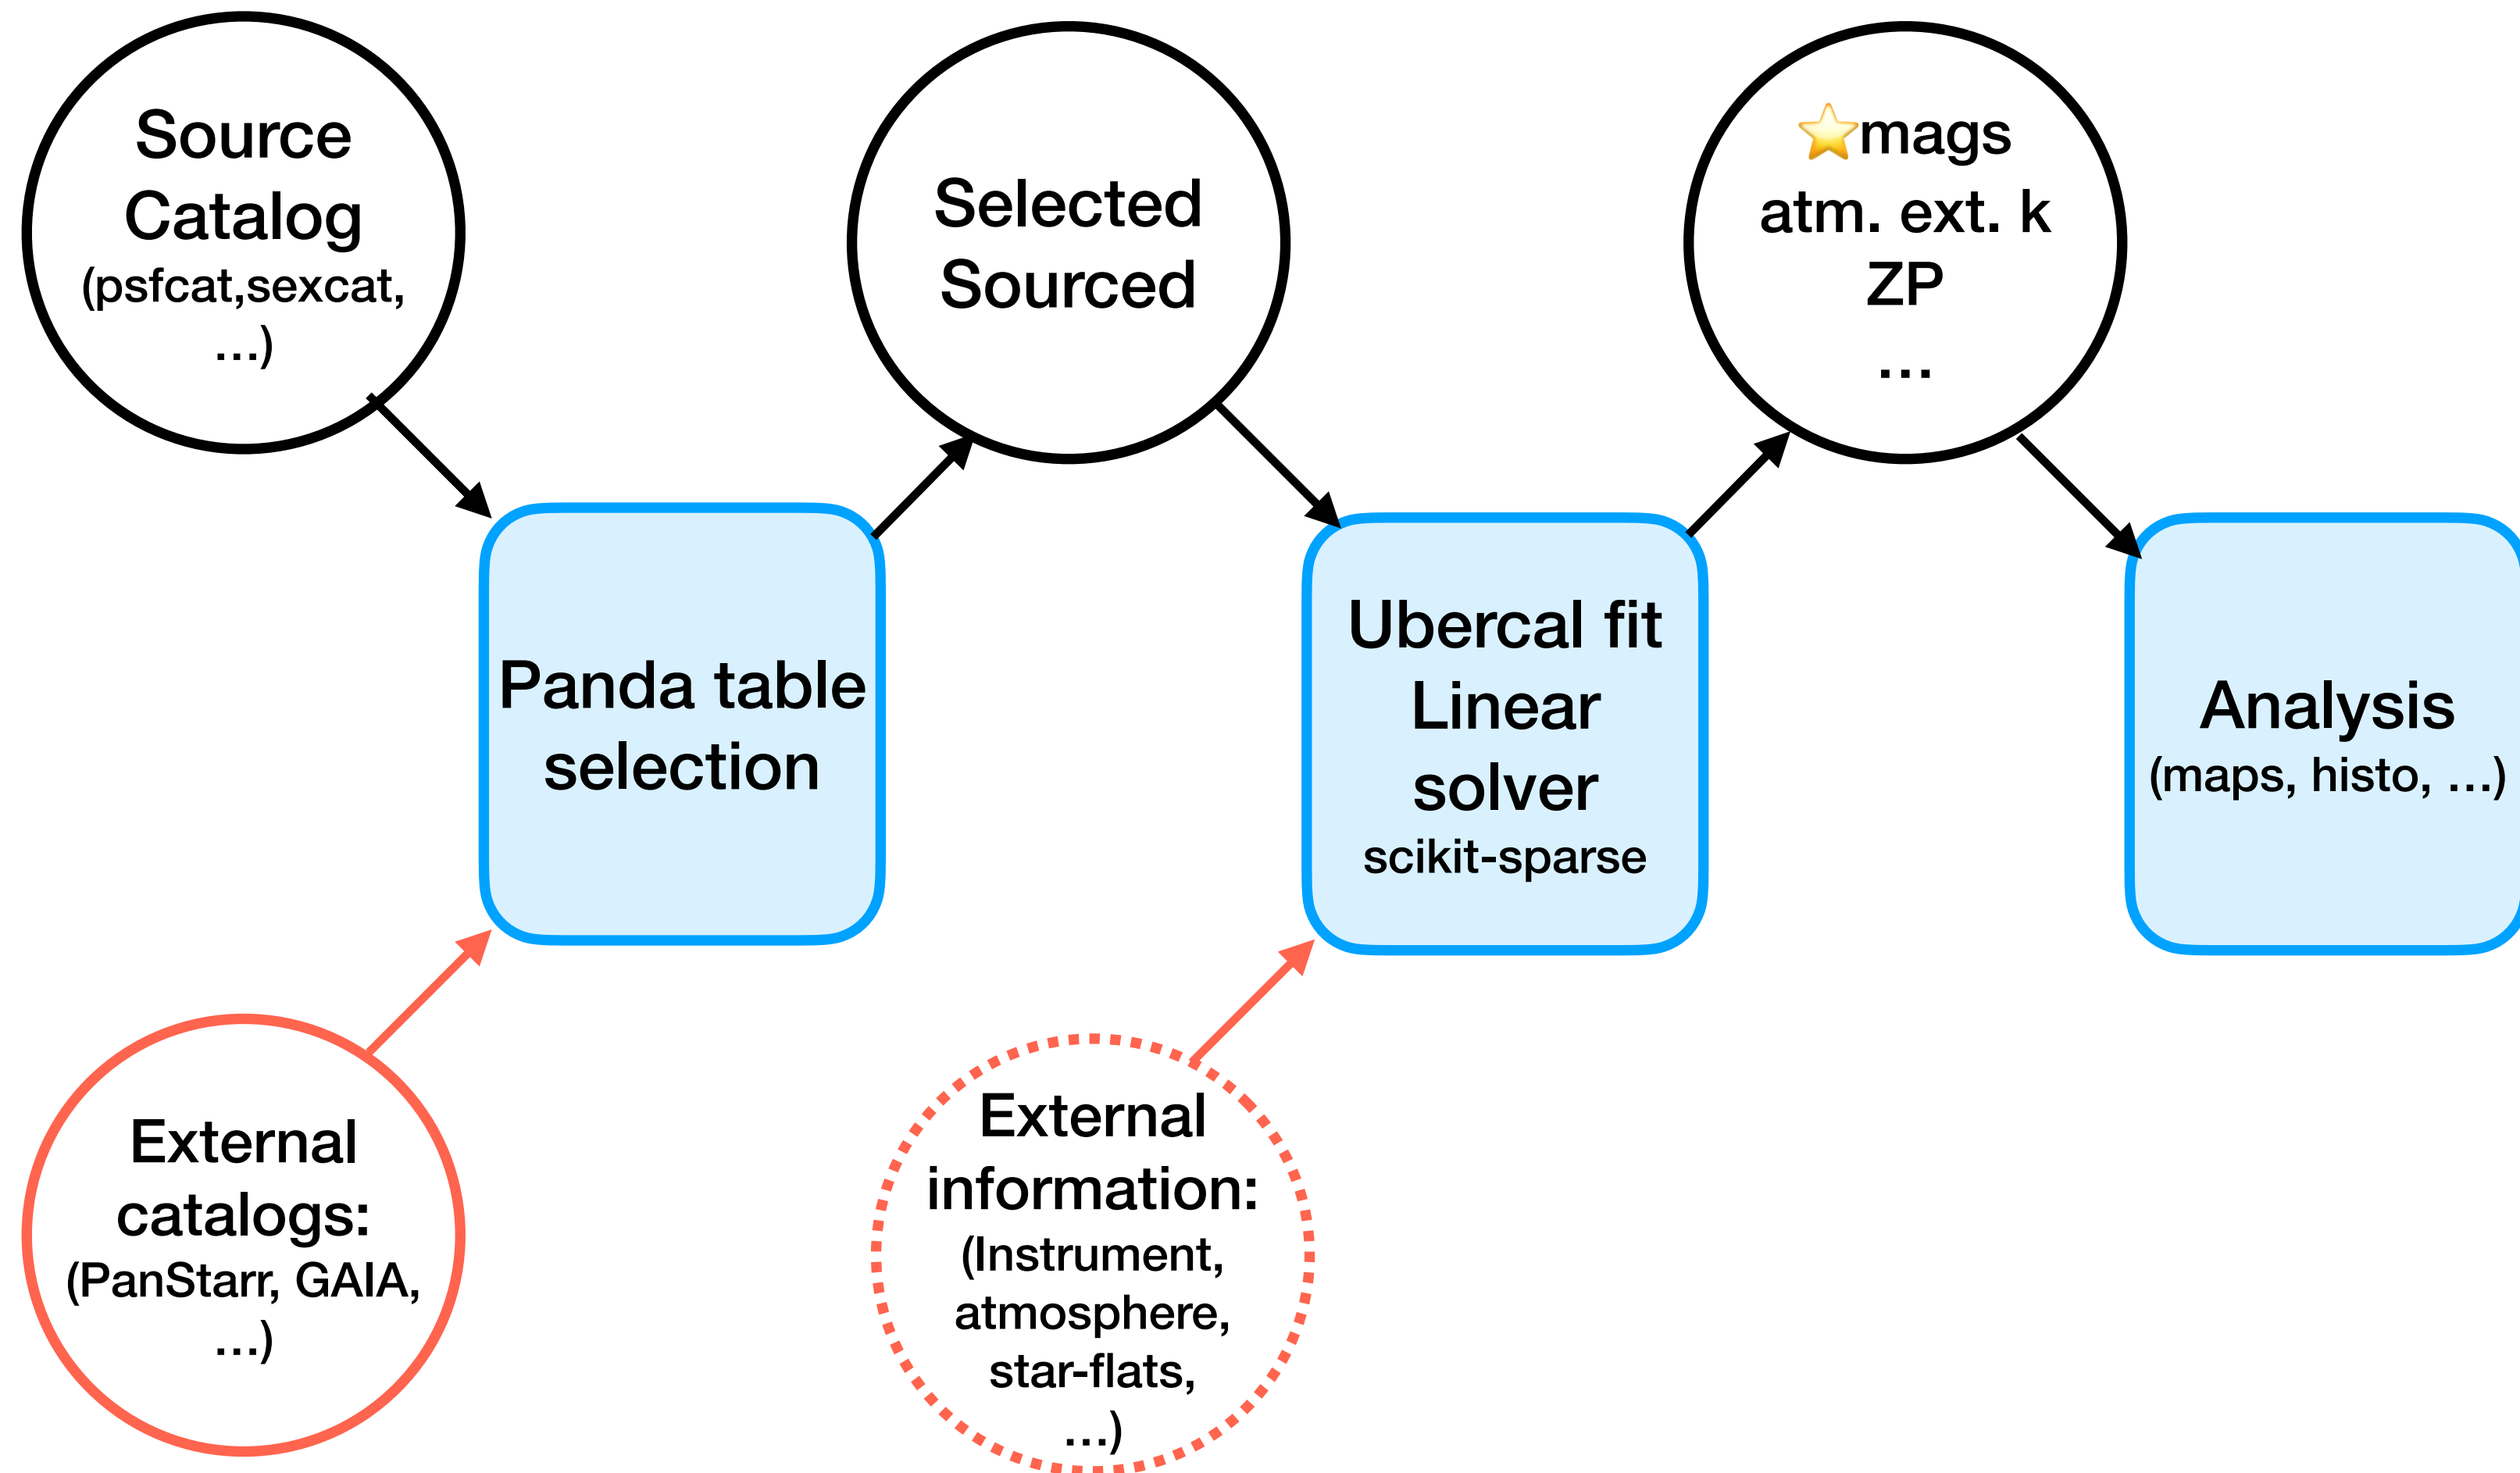 Source
Catalog
(psfcat,sexcat,
...)
Selected
Sourced
⭐mags
atm. ext. k
ZP
...
Panda table
selection
Ubercal fit
Linear
solver
scikit-sparse
Analysis
(maps, histo, ...)
External
catalogs:
(PanStarr, GAIA,
...)
External
information:
(Instrument,
atmosphere,
star-flats,
...)